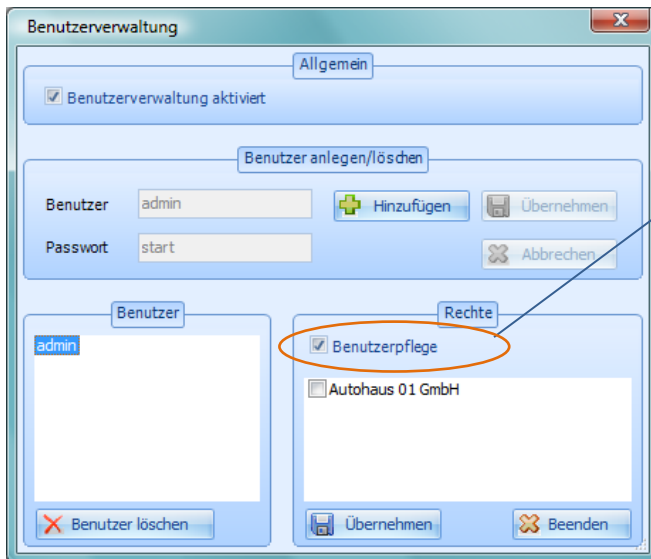 Benutzerverwaltung
Allgemein
Benutzerverwaltung aktiviert
Benutzer anlegen/löschen
Benutzer admin Hinzufügen Übernehmen
Passwort start Abbrechen
Benutzer
admin
Benutzer löschen
Rechte
Benutzerpflege
Autohaus 01 GmbH
Übernehmen Beenden